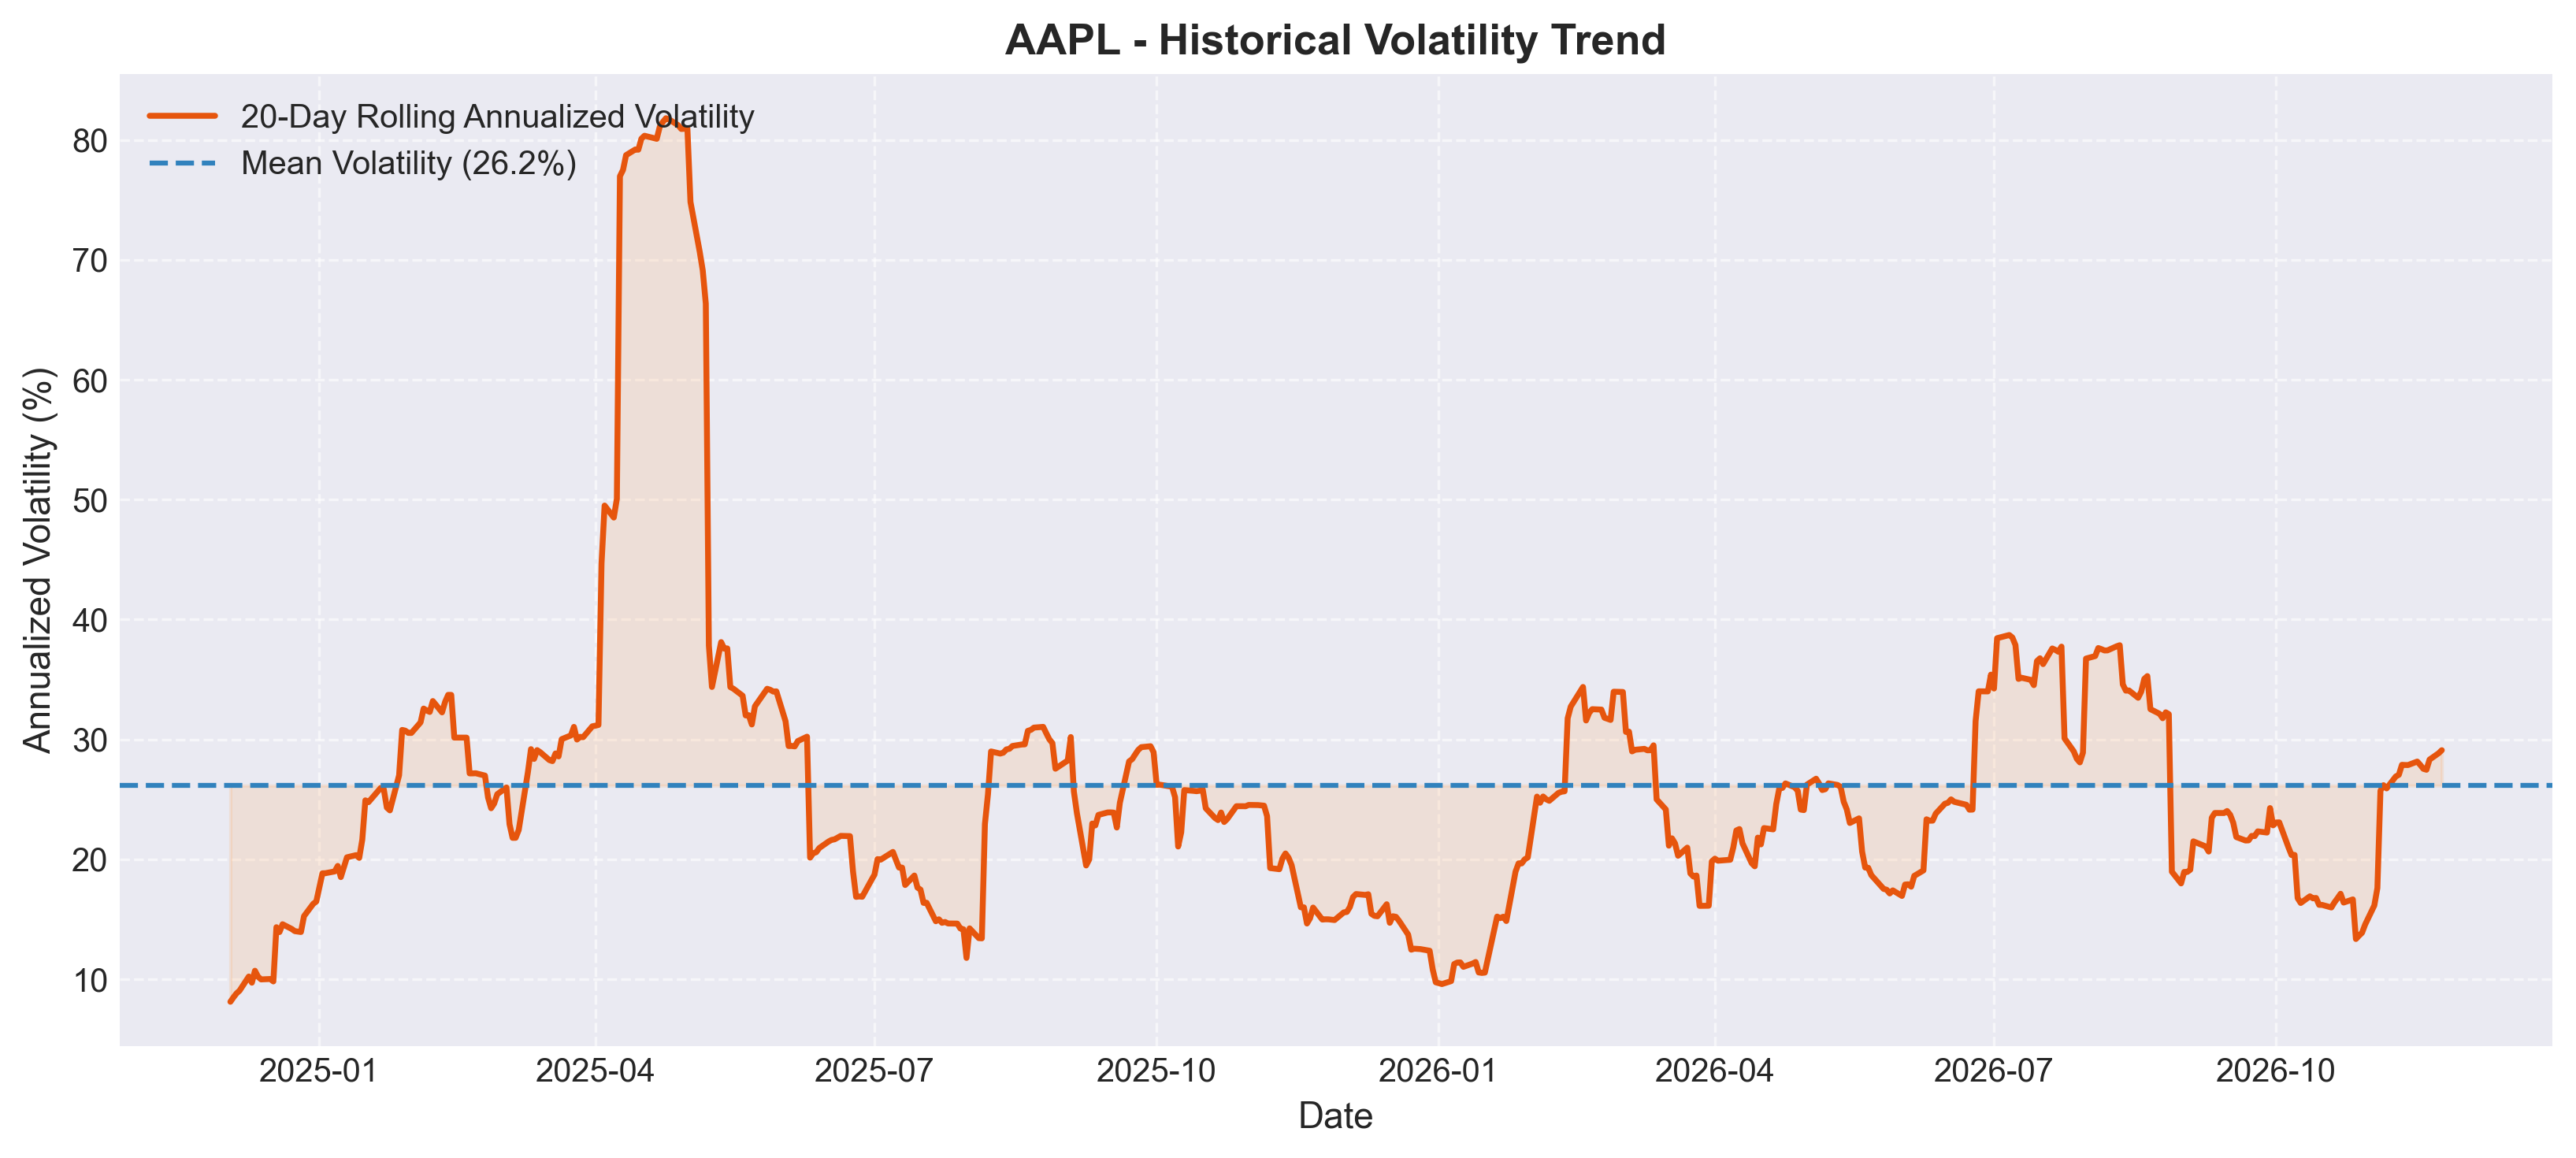 AAPL - Historical Volatility Trend
20-Day Rolling Annualized Volatility
Mean Volatility (26.2%)
Annualized Volatility (%)
80
70
60
50
40
30
20
10
2025-01 2025-04 2025-07 2025-10 2026-01 2026-04 2026-07 2026-10
Date